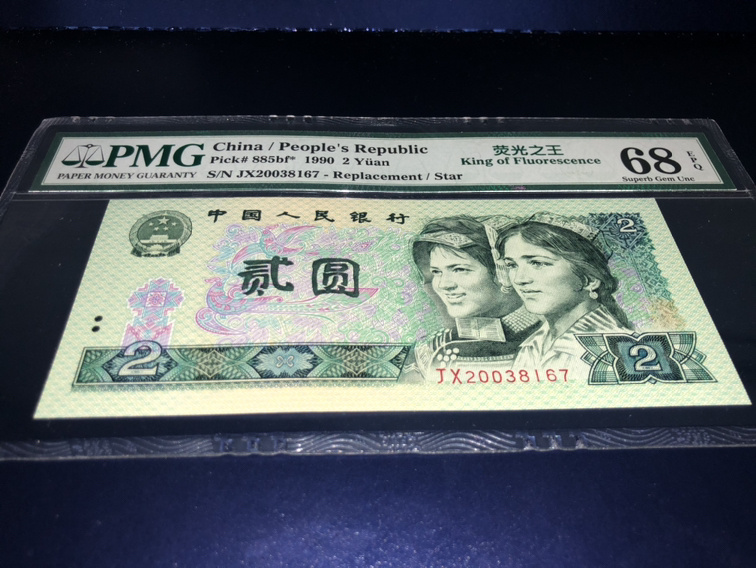 PMG
PAPER MONEY GUARANTY
China / People's Republic
Pick# 885bf* 1990 2 Yüan
S/N JX20038167 - Replacement / Star
荧光之王
King of Fluorescence
68 EPQ
Superb Gem Unc
中国人民银行
2
贰圆
JX20038167
2
2